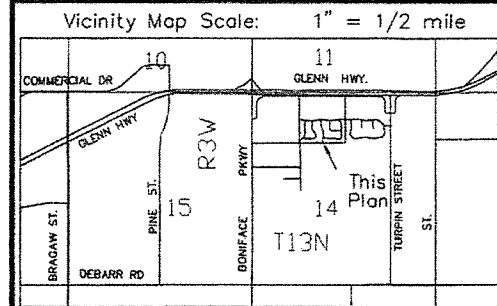 Vicinity Map Scale: 1" = 1/2 mile
10
11
COMMERCIAL DR
GLENN HWY.
GLENN HWY
R3W
PKWY
This
Plan
TURPIN STREET
ST.
BRAGAW ST.
PINE ST.
15
BONIFACE
14
T13N
DEBARR RD